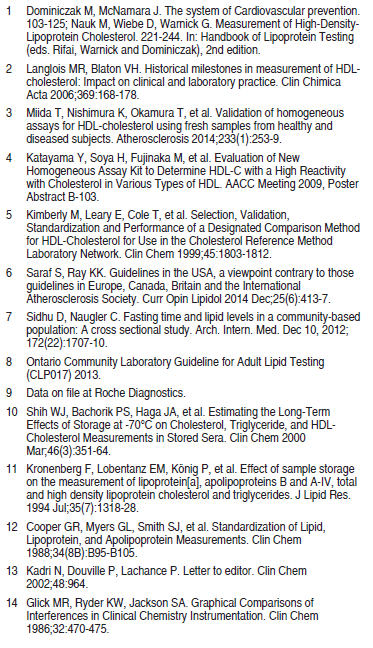 1 Dominiczak M, McNamara J. The system of Cardiovascular prevention.
103-125; Nauk M, Wiebe D, Warnick G. Measurement of High-Density-
Lipoprotein Cholesterol. 221-244. In: Handbook of Lipoprotein Testing
(eds. Rifai, Warnick and Dominiczak), 2nd edition.
2 Langlois MR, Blaton VH. Historical milestones in measurement of HDL-
cholesterol: Impact on clinical and laboratory practice. Clin Chimica
Acta 2006;369:168-178.
3 Miida T, Nishimura K, Okamura T, et al. Validation of homogeneous
assays for HDL-cholesterol using fresh samples from healthy and
diseased subjects. Atherosclerosis 2014;233(1):253-9.
4 Katayama Y, Soya H, Fujinaka M, et al. Evaluation of New
Homogeneous Assay Kit to Determine HDL-C with a High Reactivity
with Cholesterol in Various Types of HDL. AACC Meeting 2009, Poster
Abstract B-103.
5 Kimberly M, Leary E, Cole T, et al. Selection, Validation,
Standardization and Performance of a Designated Comparison Method
for HDL-Cholesterol for Use in the Cholesterol Reference Method
Laboratory Network. Clin Chem 1999;45:1803-1812.
6 Saraf S, Ray KK. Guidelines in the USA, a viewpoint contrary to those
guidelines in Europe, Canada, Britain and the International
Atherosclerosis Society. Curr Opin Lipidol 2014 Dec;25(6):413-7.
7 Sidhu D, Naugler C. Fasting time and lipid levels in a community-based
population: A cross sectional study. Arch. Intern. Med. Dec 10, 2012;
172(22):1707-10.
8 Ontario Community Laboratory Guideline for Adult Lipid Testing
(CLP017) 2013.
9 Data on file at Roche Diagnostics.
10 Shih WJ, Bachorik PS, Haga JA, et al. Estimating the Long-Term
Effects of Storage at -70°C on Cholesterol, Triglyceride, and HDL-
Cholesterol Measurements in Stored Sera. Clin Chem 2000
Mar;46(3):351-64.
11 Kronenberg F, Lobentanz EM, König P, et al. Effect of sample storage
on the measurement of lipoprotein[a], apolipoproteins B and A-IV, total
and high density lipoprotein cholesterol and triglycerides. J Lipid Res.
1994 Jul;35(7):1318-28.
12 Cooper GR, Myers GL, Smith SJ, et al. Standardization of Lipid,
Lipoprotein, and Apolipoprotein Measurements. Clin Chem
1988;34(8B):B95-B105.
13 Kadri N, Douville P, Lachance P. Letter to editor. Clin Chem
2002;48:964.
14 Glick MR, Ryder KW, Jackson SA. Graphical Comparisons of
Interferences in Clinical Chemistry Instrumentation. Clin Chem
1986;32:470-475.